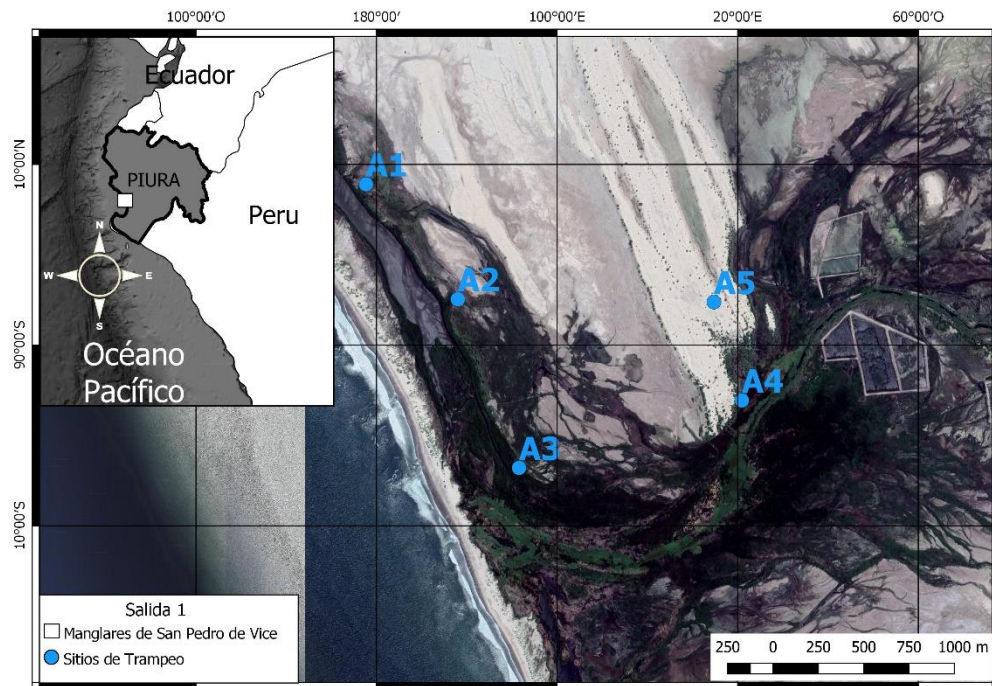 100°00'O 180°00'O 100°00'E 20°00'E 60°00'O
10°00'N
90°00'S
10°00'S
Ecuador
PIURA
Peru
N
W E
S
Océano
Pacífico
A1
A2
A5
A4
A3
Salida 1
Manglares de San Pedro de Vice
Sitios de Trampeo
250 0 250 500 750 1000 m